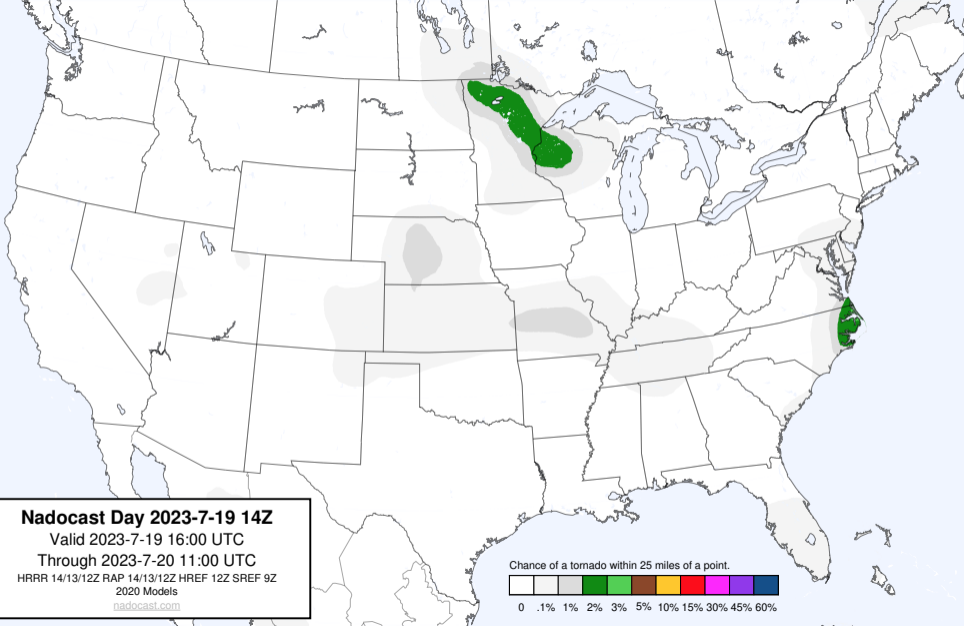 Nadocast Day 2023-7-19 14Z
Valid 2023-7-19 16:00 UTC
Through 2023-7-20 11:00 UTC
HRRR 14/13/12Z RAP 14/13/12Z HREF 12Z SREF 9Z
2020 Models
nadocast.com
Chance of a tornado within 25 miles of a point.
0 .1% 1% 2% 3% 5% 10% 15% 30% 45% 60%